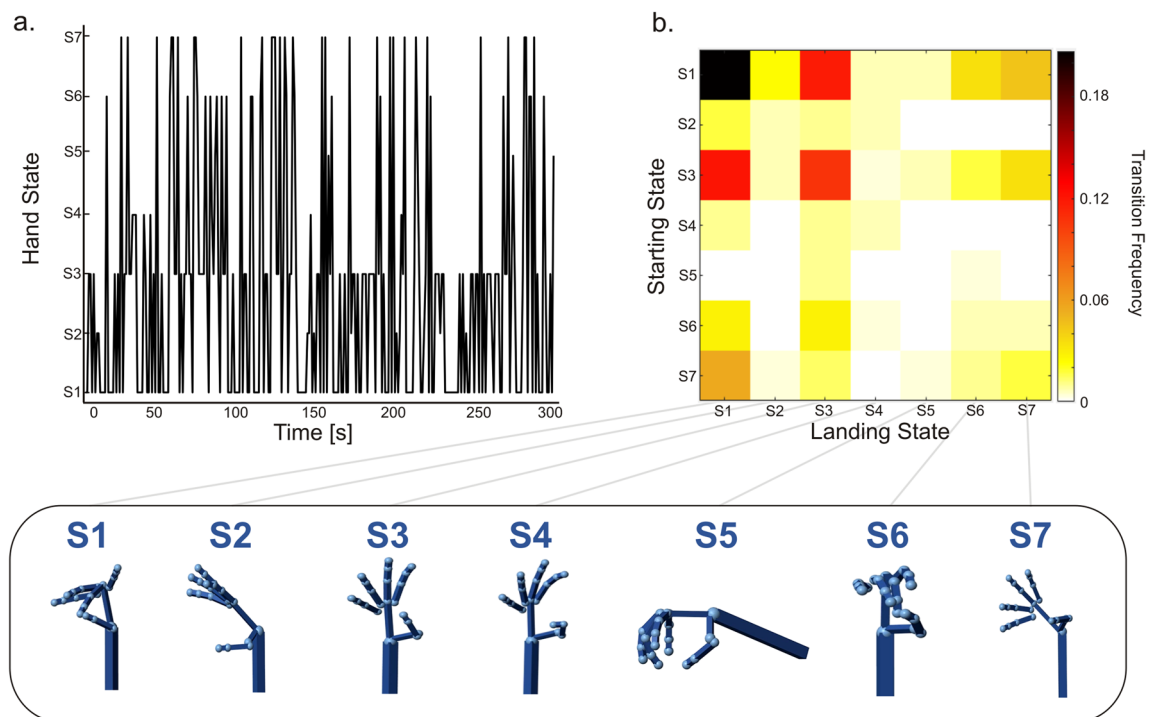 a.
Hand State
S7
S6
S5
S4
S3
S2
S1
0 50 100 150 200 250 300
Time [s]
b.
Starting State
S1
S2
S3
S4
S5
S6
S7
S1 S2 S3 S4 S5 S6 S7
Landing State
0.18
0.12
0.06
0
Transition Frequency
S1 S2 S3 S4 S5 S6 S7